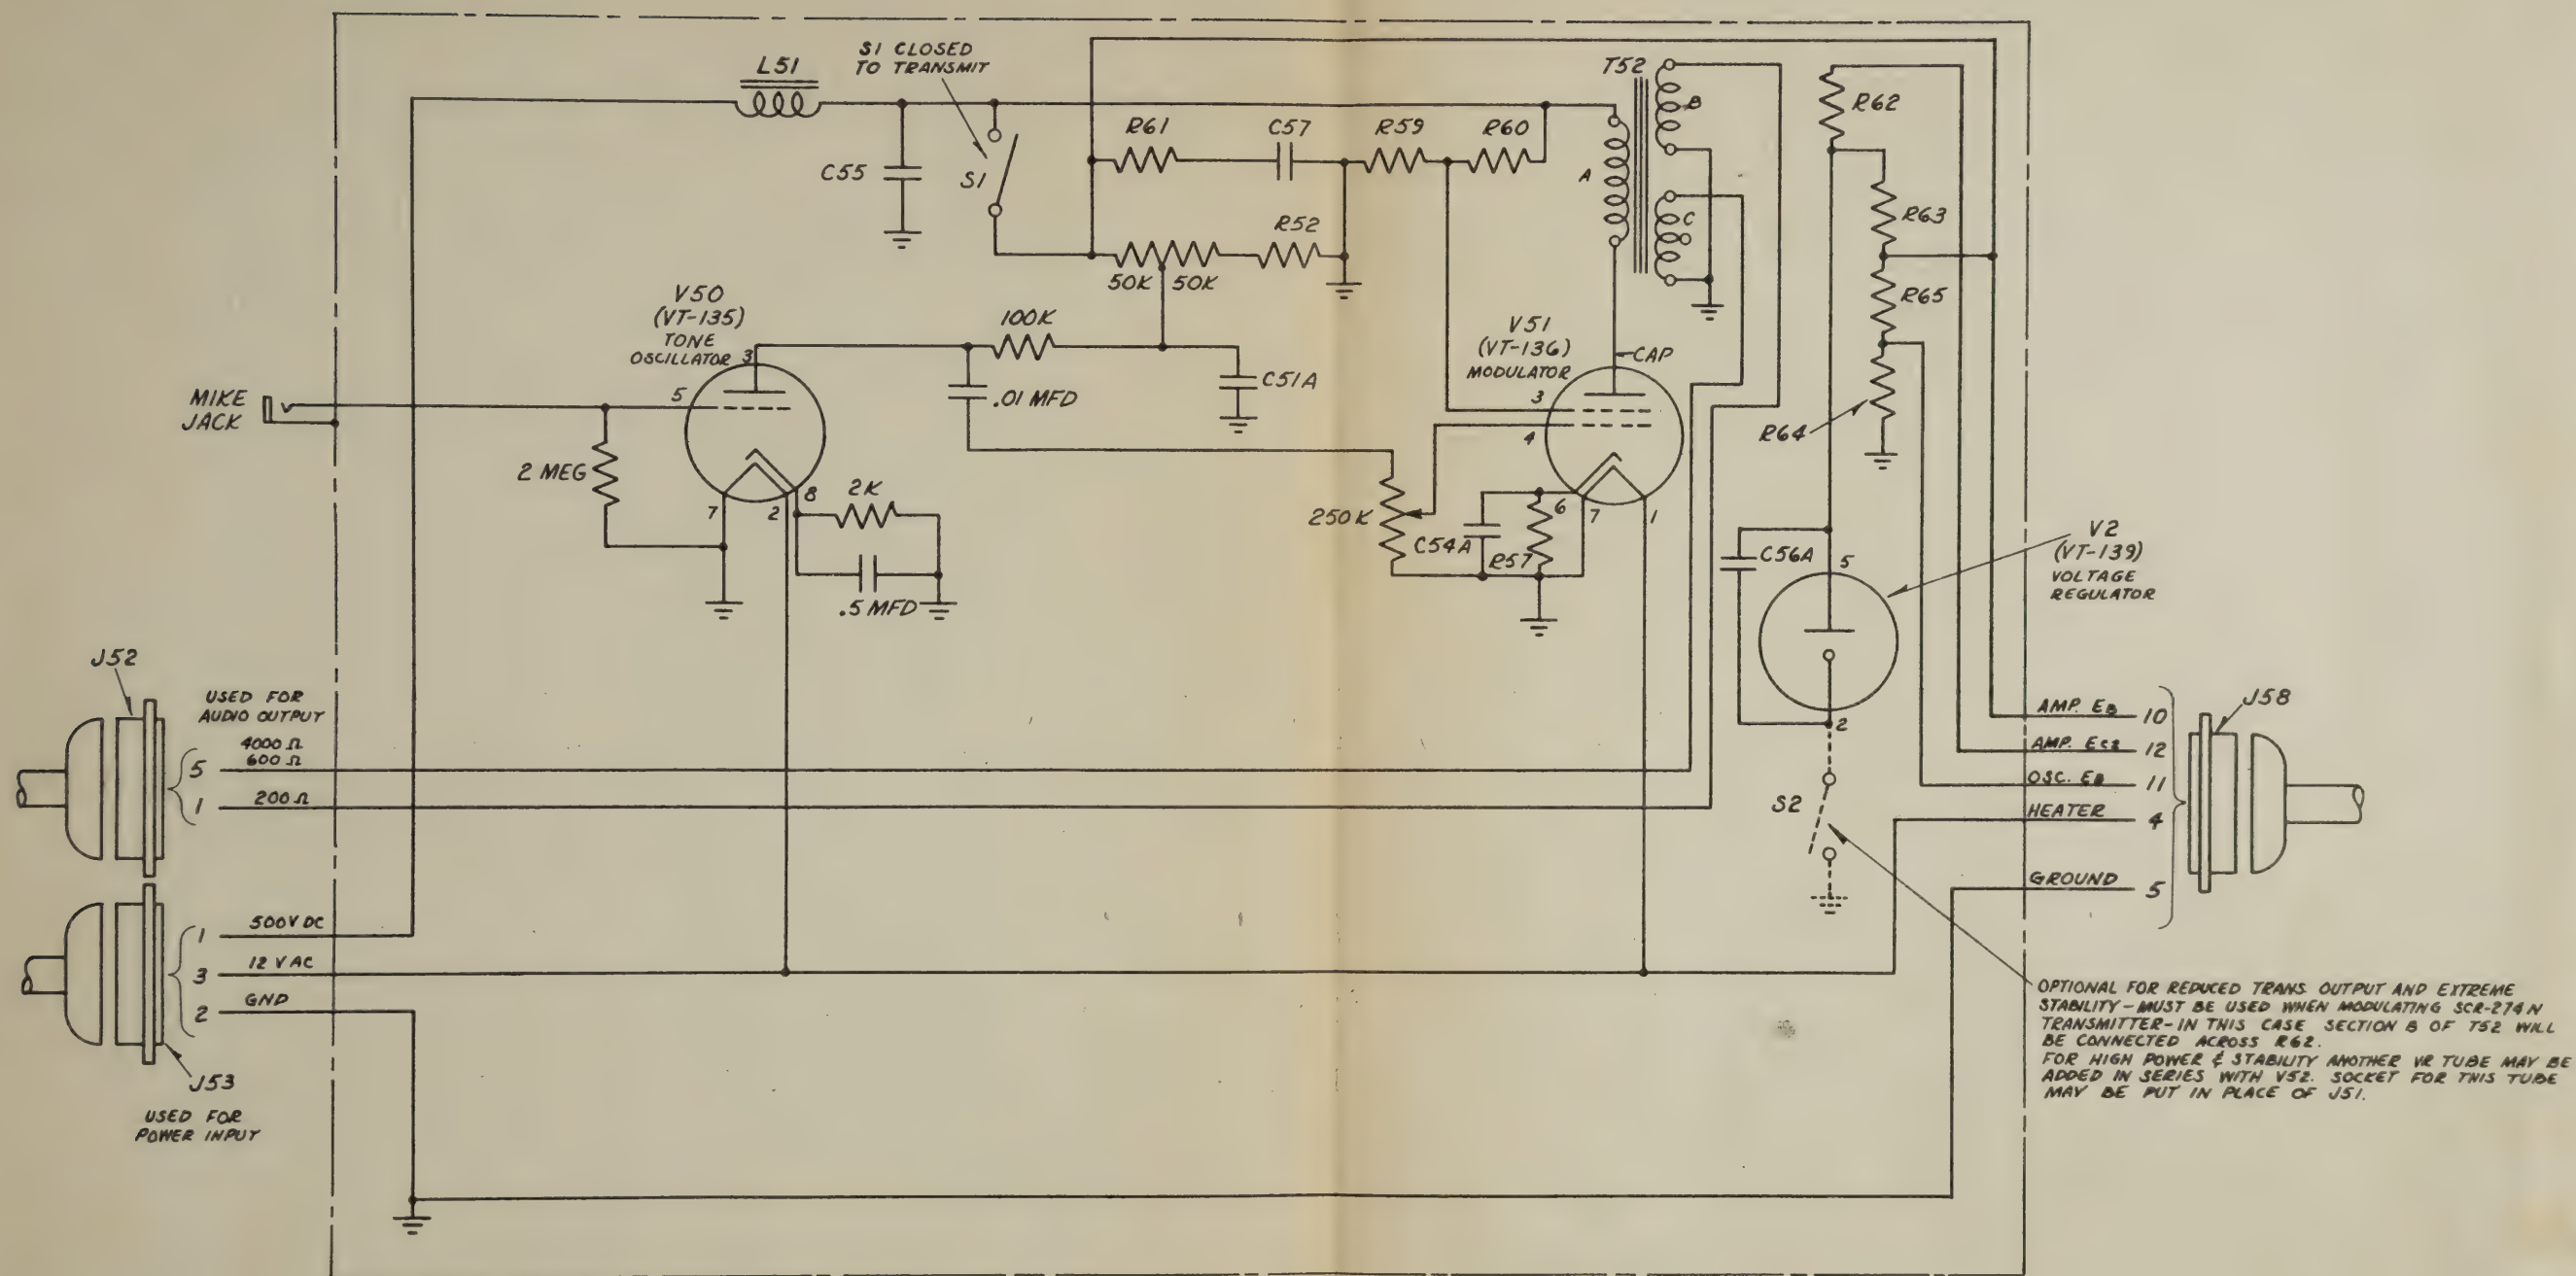 S1 CLOSED
TO TRANSMIT
L51
T52
B
R62
R61
C57
R59
R60
C55
S1
A
R63
C
R52
50K 50K
R65
V50
(VT-135)
TONE
OSCILLATOR
3
100K
V51
(VT-136)
MODULATOR
CAP
C51A
5
.01 MFD
3
4
MIKE
JACK
R64
2 MEG
8
2K
7
2
250K
C54A
R57
6
7
1
.5 MFD
C56A
5
V2
(VT-139)
VOLTAGE
REGULATOR
2
J52
USED FOR
AUDIO OUTPUT
4000 Ω
600 Ω
5
200 Ω
1
S2
AMP. EB 10
AMP. EC2 12
OSC. EB 11
HEATER 4
GROUND 5
J58
500V DC
1
12 V AC
3
GND
2
J53
USED FOR
POWER INPUT
OPTIONAL FOR REDUCED TRANS. OUTPUT AND EXTREME
STABILITY - MUST BE USED WHEN MODULATING SCR-274N
TRANSMITTER - IN THIS CASE SECTION B OF T52 WILL
BE CONNECTED ACROSS R62.
FOR HIGH POWER & STABILITY ANOTHER VR TUBE MAY BE
ADDED IN SERIES WITH V52. SOCKET FOR THIS TUBE
MAY BE PUT IN PLACE OF J51.